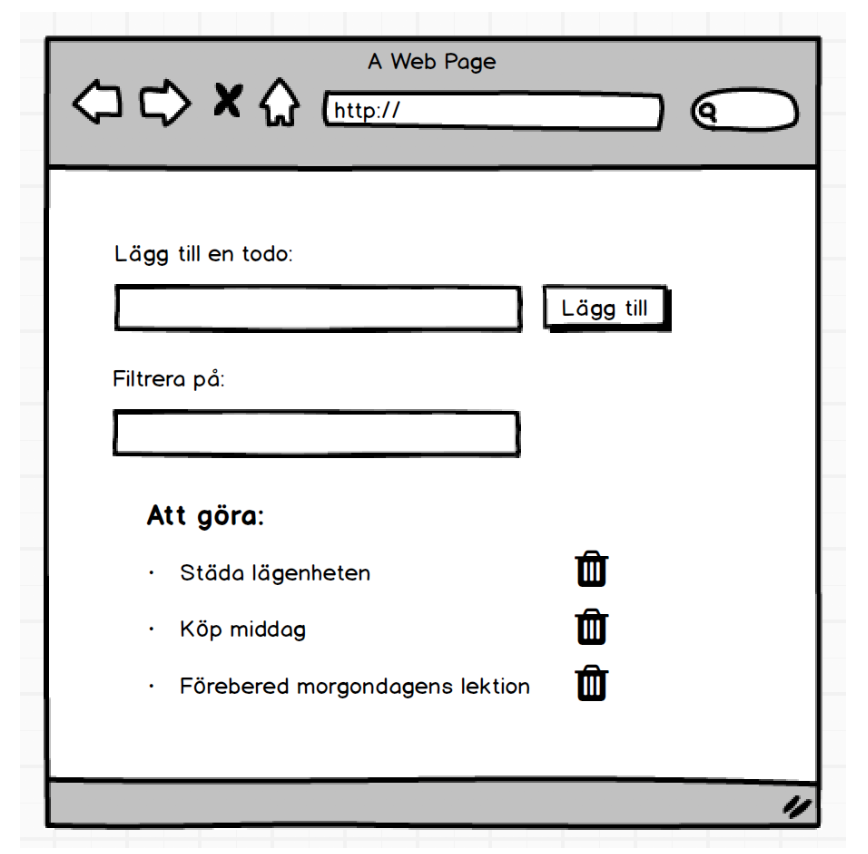 A Web Page
http://
Lägg till en todo:
Lägg till
Filtrera på:
Att göra:
· Städa lägenheten
· Köp middag
· Förebered morgondagens lektion